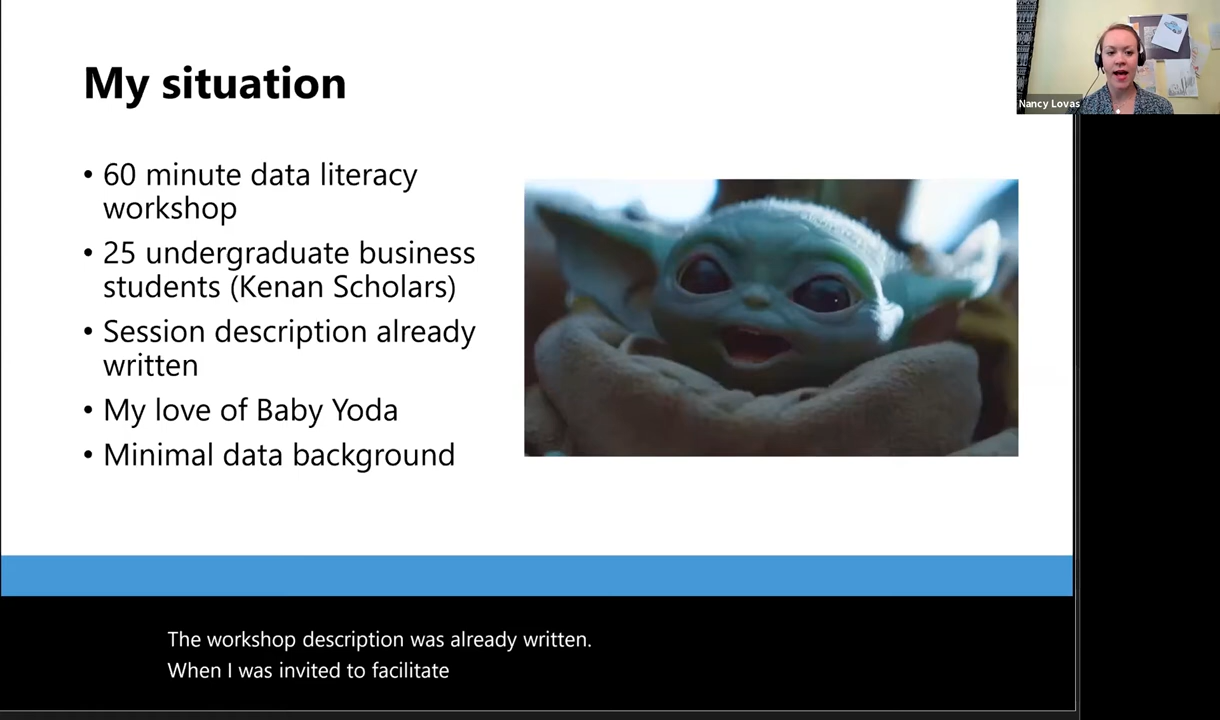 My situation
• 60 minute data literacy
workshop
• 25 undergraduate business
students (Kenan Scholars)
• Session description already
written
• My love of Baby Yoda
• Minimal data background
Nancy Lovas
The workshop description was already written.
When I was invited to facilitate